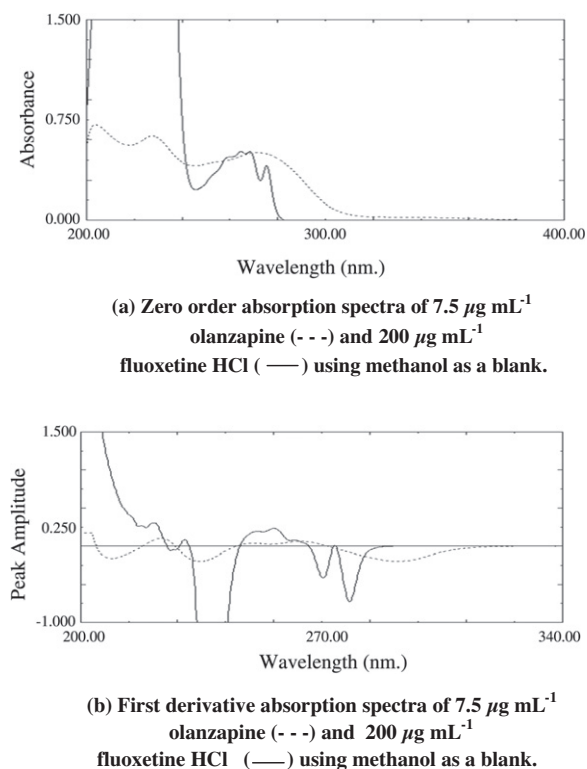 1.500
0.750
0.000
Absorbance
200.00 300.00 400.00
Wavelength (nm.)
(a) Zero order absorption spectra of 7.5 µg mL-1
olanzapine (- - -) and 200 µg mL-1
fluoxetine HCl ( — ) using methanol as a blank.
1.500
0.250
-1.000
Peak Amplitude
200.00 270.00 340.00
Wavelength (nm.)
(b) First derivative absorption spectra of 7.5 µg mL-1
olanzapine (- - -) and 200 µg mL-1
fluoxetine HCl (—) using methanol as a blank.